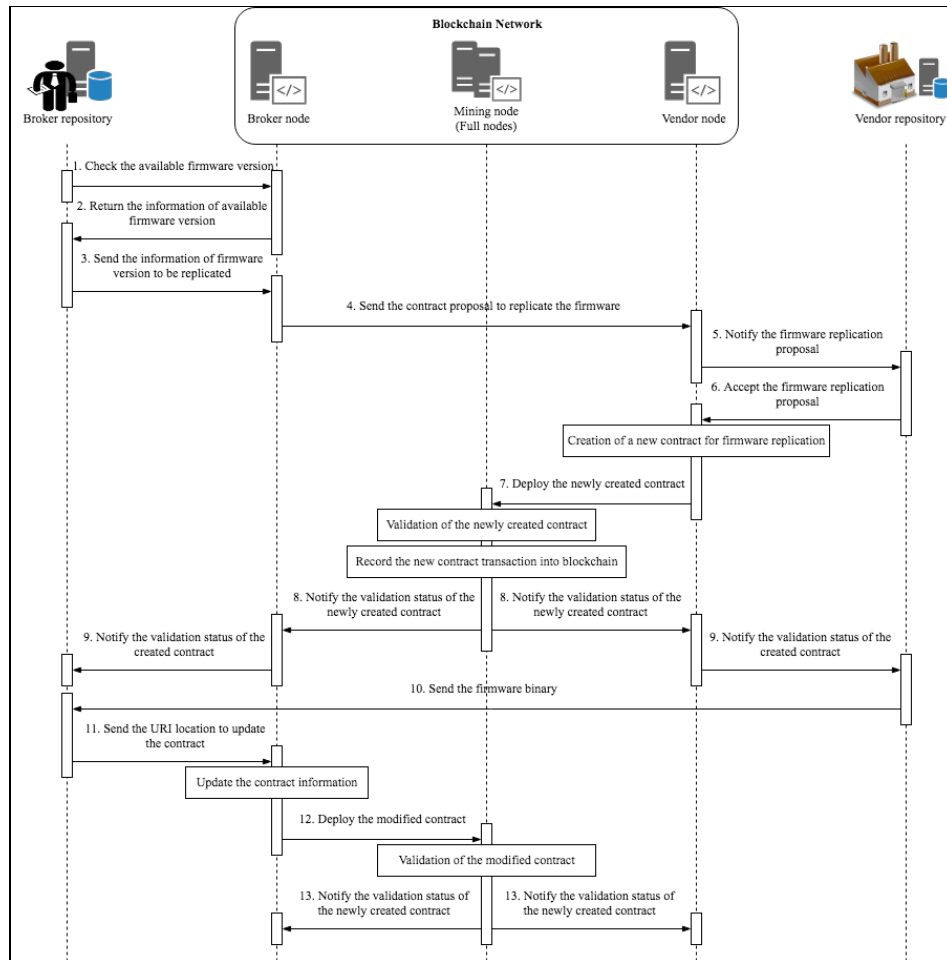 Blockchain Network
</>
</>
</>
Broker repository
Broker node
Mining node
(Full nodes)
Vendor node
Vendor repository
1. Check the available firmware version
2. Return the information of available
firmware version
3. Send the information of firmware
version to be replicated
4. Send the contract proposal to replicate the firmware
5. Notify the firmware replication
proposal
6. Accept the firmware replication
proposal
Creation of a new contract for firmware replication
7. Deploy the newly created contract
Validation of the newly created contract
Record the new contract transaction into blockchain
8. Notify the validation status of the
newly created contract
8. Notify the validation status of the
newly created contract
9. Notify the validation status of the
created contract
9. Notify the validation status of the
created contract
10. Send the firmware binary
11. Send the URI location to update
the contract
Update the contract information
12. Deploy the modified contract
Validation of the modified contract
13. Notify the validation status of
the newly created contract
13. Notify the validation status of
the newly created contract